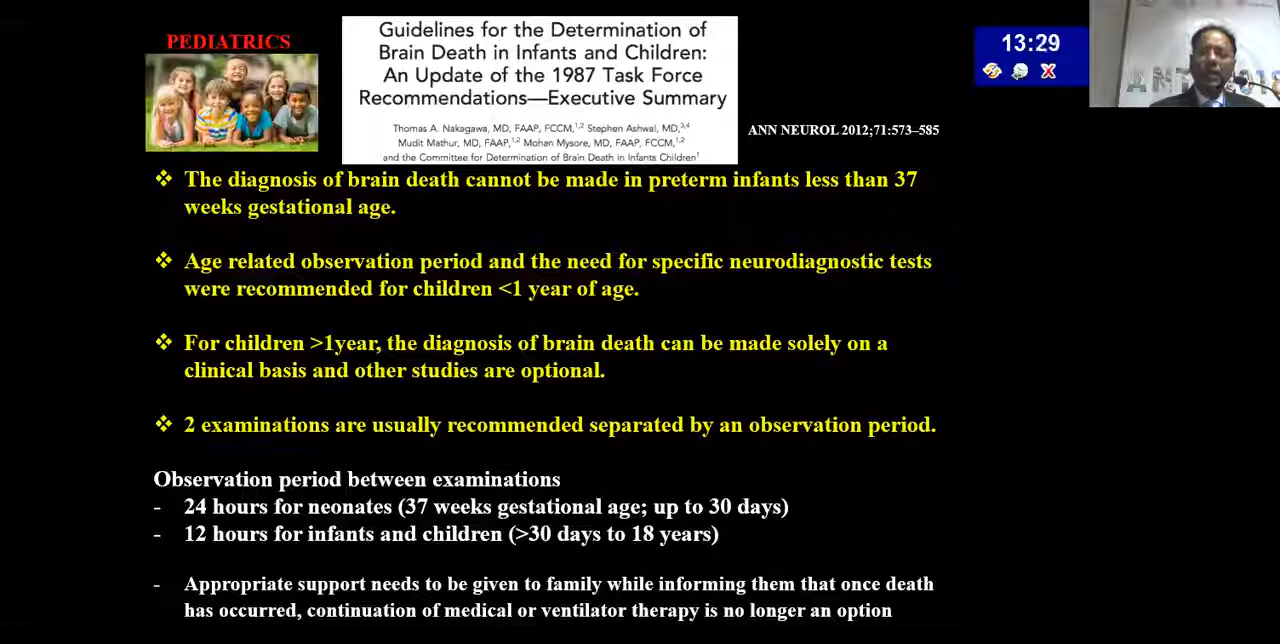 PEDIATRICS
Guidelines for the Determination of
Brain Death in Infants and Children:
An Update of the 1987 Task Force
Recommendations—Executive Summary
Thomas A. Nakagawa, MD, FAAP, FCCM,1,2 Stephen Ashwal, MD,3,4
Mudit Mathur, MD, FAAP,1,2 Mohan Mysore, MD, FAAP, FCCM,1,2
and the Committee for Determination of Brain Death in Infants Children1
ANN NEUROL 2012;71:573–585
13:29
❖ The diagnosis of brain death cannot be made in preterm infants less than 37
weeks gestational age.
❖ Age related observation period and the need for specific neurodiagnostic tests
were recommended for children <1 year of age.
❖ For children >1year, the diagnosis of brain death can be made solely on a
clinical basis and other studies are optional.
❖ 2 examinations are usually recommended separated by an observation period.
Observation period between examinations
- 24 hours for neonates (37 weeks gestational age; up to 30 days)
- 12 hours for infants and children (>30 days to 18 years)
- Appropriate support needs to be given to family while informing them that once death
has occurred, continuation of medical or ventilator therapy is no longer an option